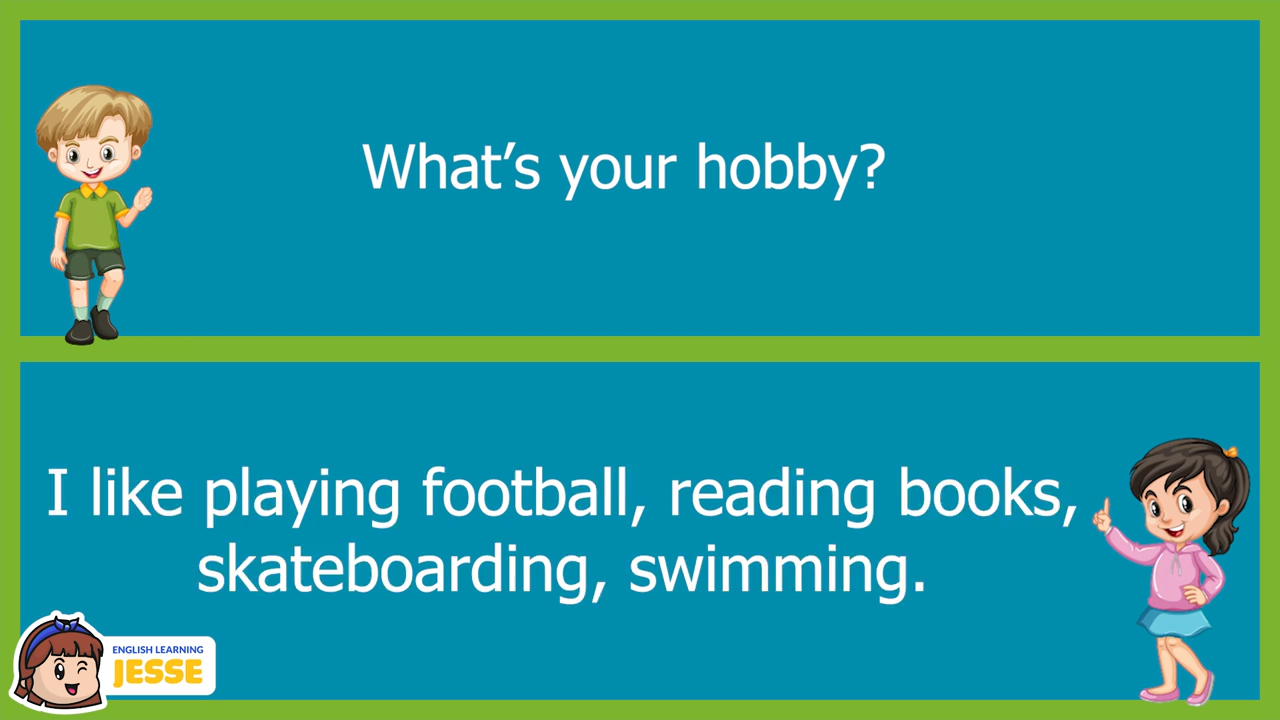 What’s your hobby?
I like playing football, reading books,
skateboarding, swimming.
ENGLISH LEARNING
JESSE